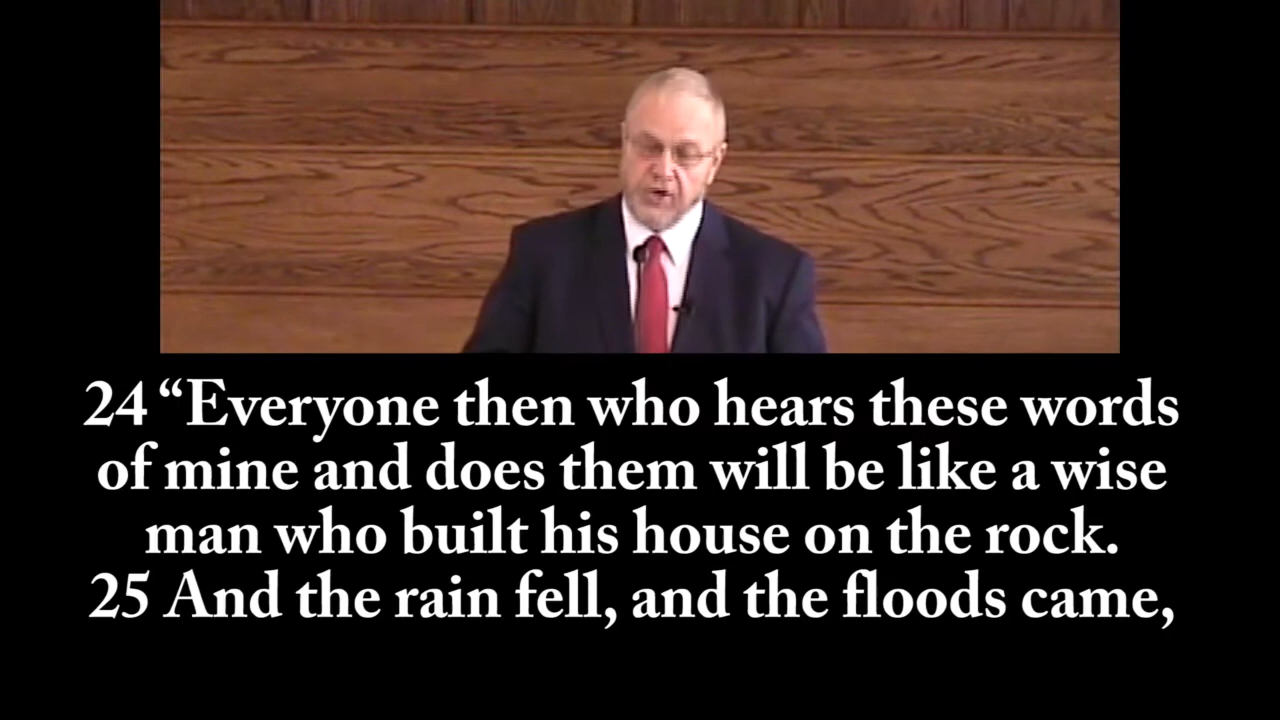 24 “Everyone then who hears these words
of mine and does them will be like a wise
man who built his house on the rock.
25 And the rain fell, and the floods came,